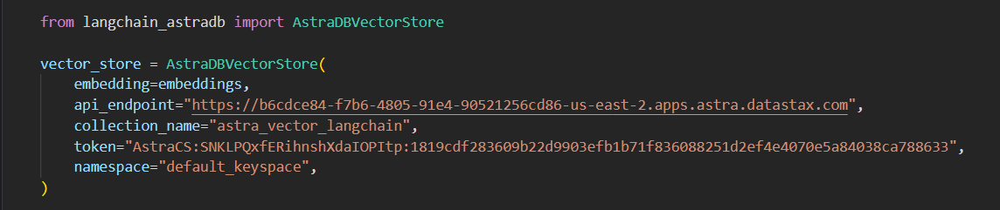 from langchain_astradb import AstraDBVectorStore
vector_store = AstraDBVectorStore(
embedding=embeddings,
api_endpoint="https://b6cdce84-f7b6-4805-91e4-90521256cd86-us-east-2.apps.astra.datastax.com",
collection_name="astra_vector_langchain",
token="AstraCS:SNKLPQxfERihnshXdaIOPItp:1819cdf283609b22d9903efb1b71f836088251d2ef4e4070e5a84038ca788633",
namespace="default_keyspace",
)